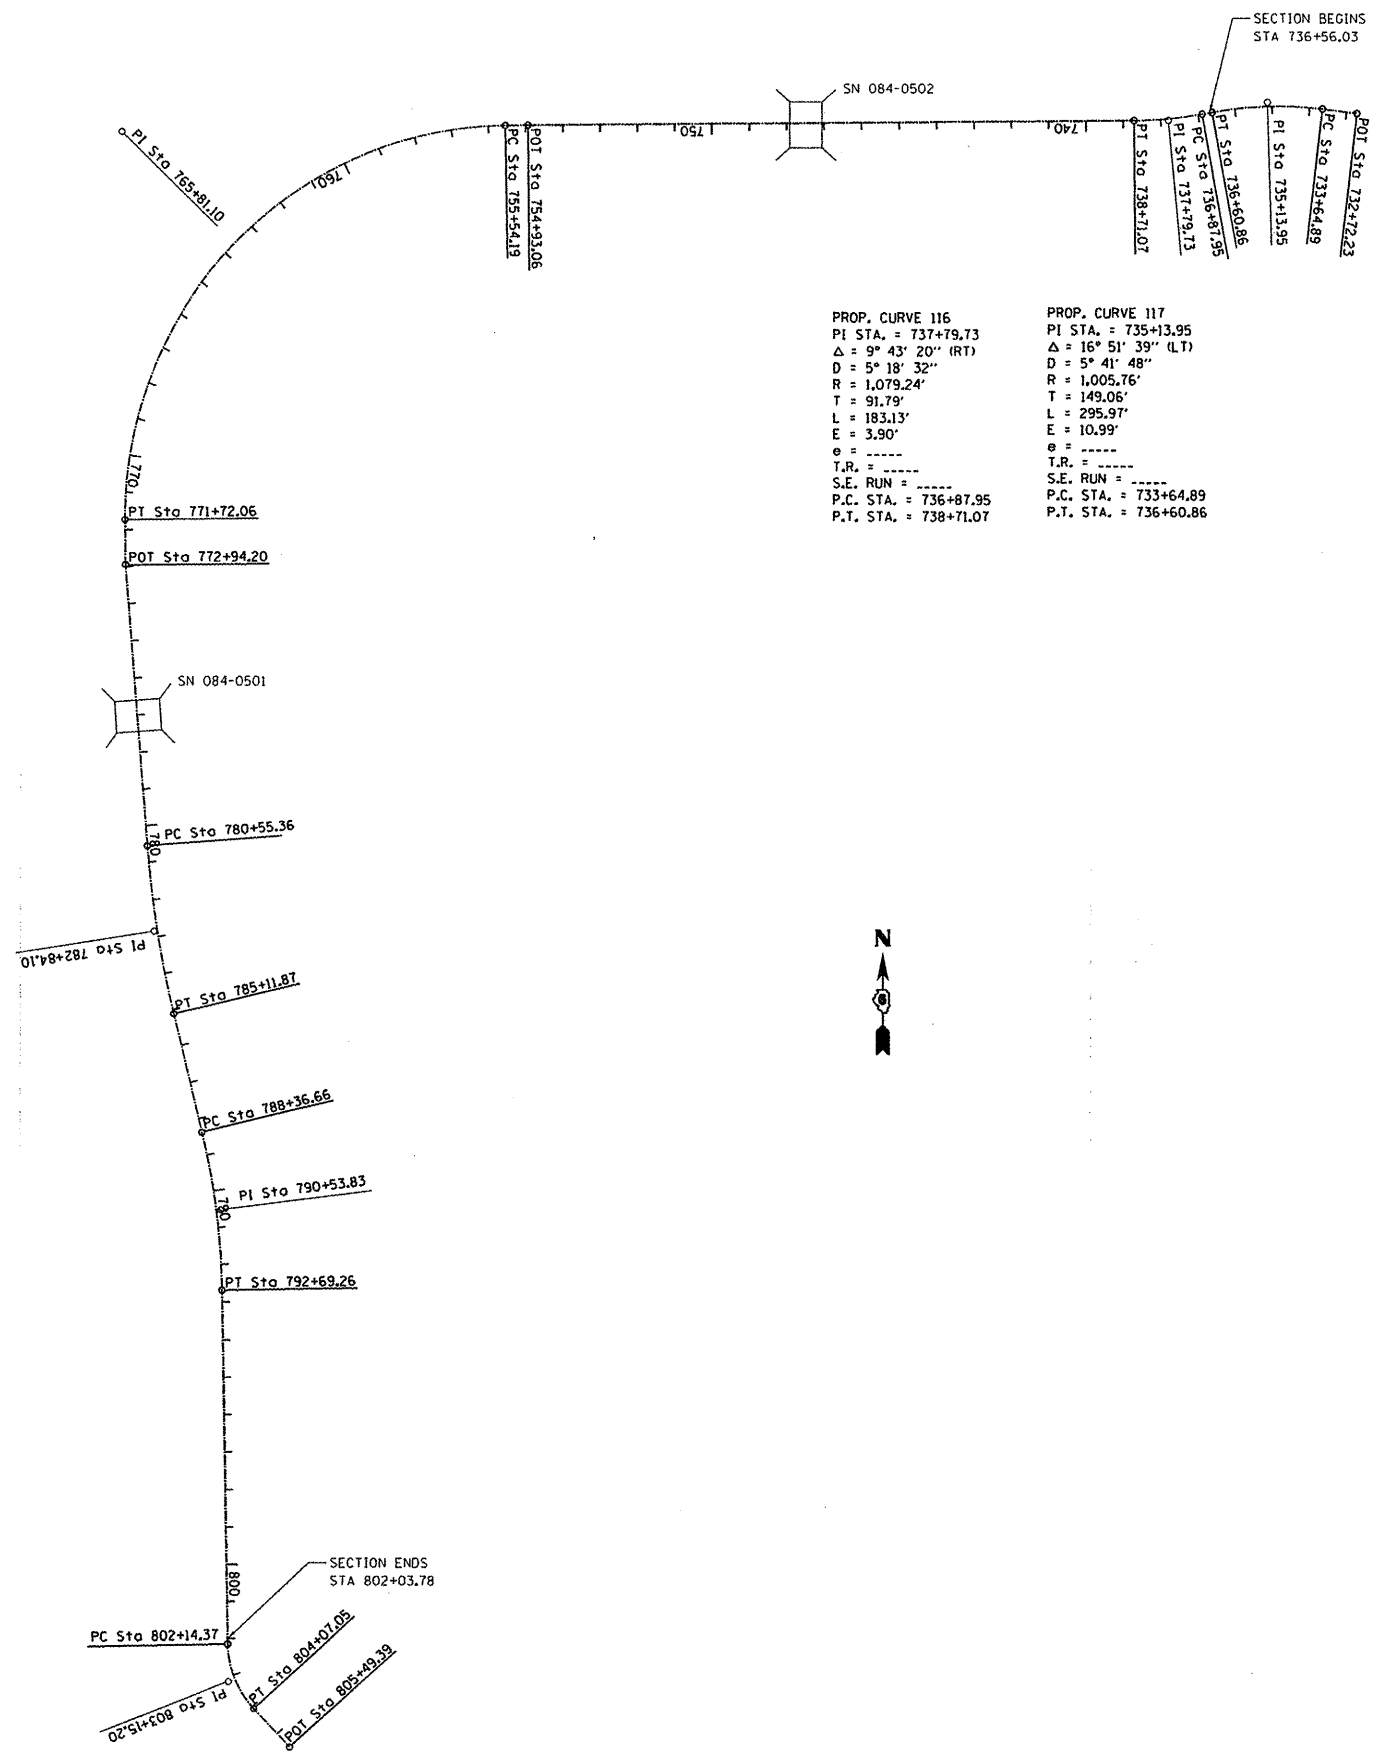 SECTION BEGINS
STA 736+56.03
SN 084-0502
PI Sta 765+81.10
760
PC Sta 755+54.19
POT Sta 754+93.06
750
740
PT Sta 738+71.07
PI Sta 737+79.73
PC Sta 736+87.95
PT Sta 736+60.86
PI Sta 735+13.95
PC Sta 733+64.89
POT Sta 732+72.23
PROP. CURVE 116
PI STA. = 737+79.73
Δ = 9° 43' 20" (RT)
D = 5° 18' 32"
R = 1,079.24'
T = 91.79'
L = 183.13'
E = 3.90'
e = _____
T.R. = _____
S.E. RUN = _____
P.C. STA. = 736+87.95
P.T. STA. = 738+71.07
PROP. CURVE 117
PI STA. = 735+13.95
Δ = 16° 51' 39" (LT)
D = 5° 41' 48"
R = 1,005.76'
T = 149.06'
L = 295.97'
E = 10.99'
e = _____
T.R. = _____
S.E. RUN = _____
P.C. STA. = 733+64.89
P.T. STA. = 736+60.86
770
PT Sta 771+72.06
POT Sta 772+94.20
SN 084-0501
780
PC Sta 780+55.36
PI Sta 782+84.10
N
PT Sta 785+11.87
PC Sta 788+36.66
PI Sta 790+53.83
790
PT Sta 792+69.26
SECTION ENDS
STA 802+03.78
800
PC Sta 802+14.37
PI Sta 803+15.20
PT Sta 804+07.05
POT Sta 805+49.39